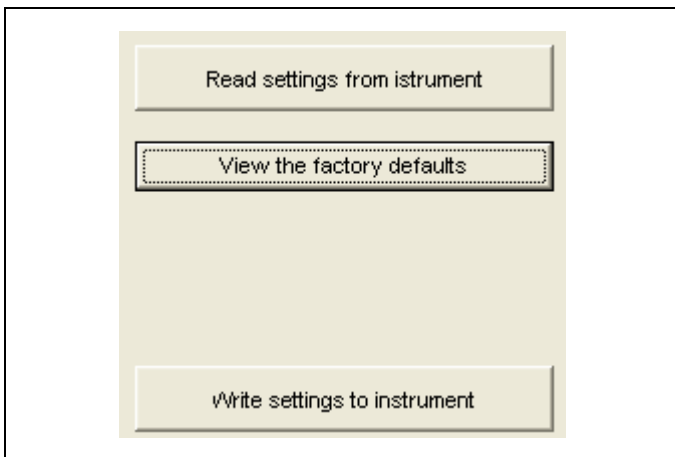 Read settings from istrument
View the factory defaults
Write settings to instrument